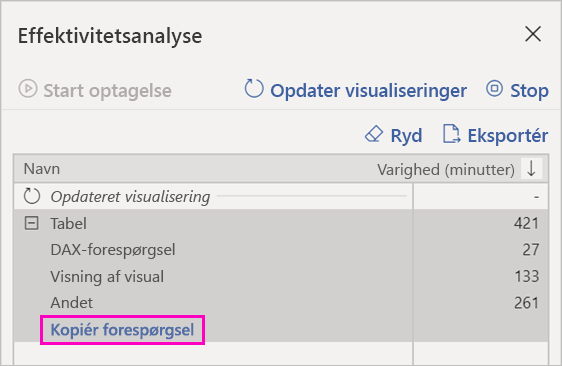 Effektivitetsanalyse
Start optagelse Opdater visualiseringer Stop
Ryd Eksportér
Navn Varighed (minutter) ↓
Opdateret visualisering -
Tabel 421
DAX-forespørgsel 27
Visning af visual 133
Andet 261
Kopiér forespørgsel